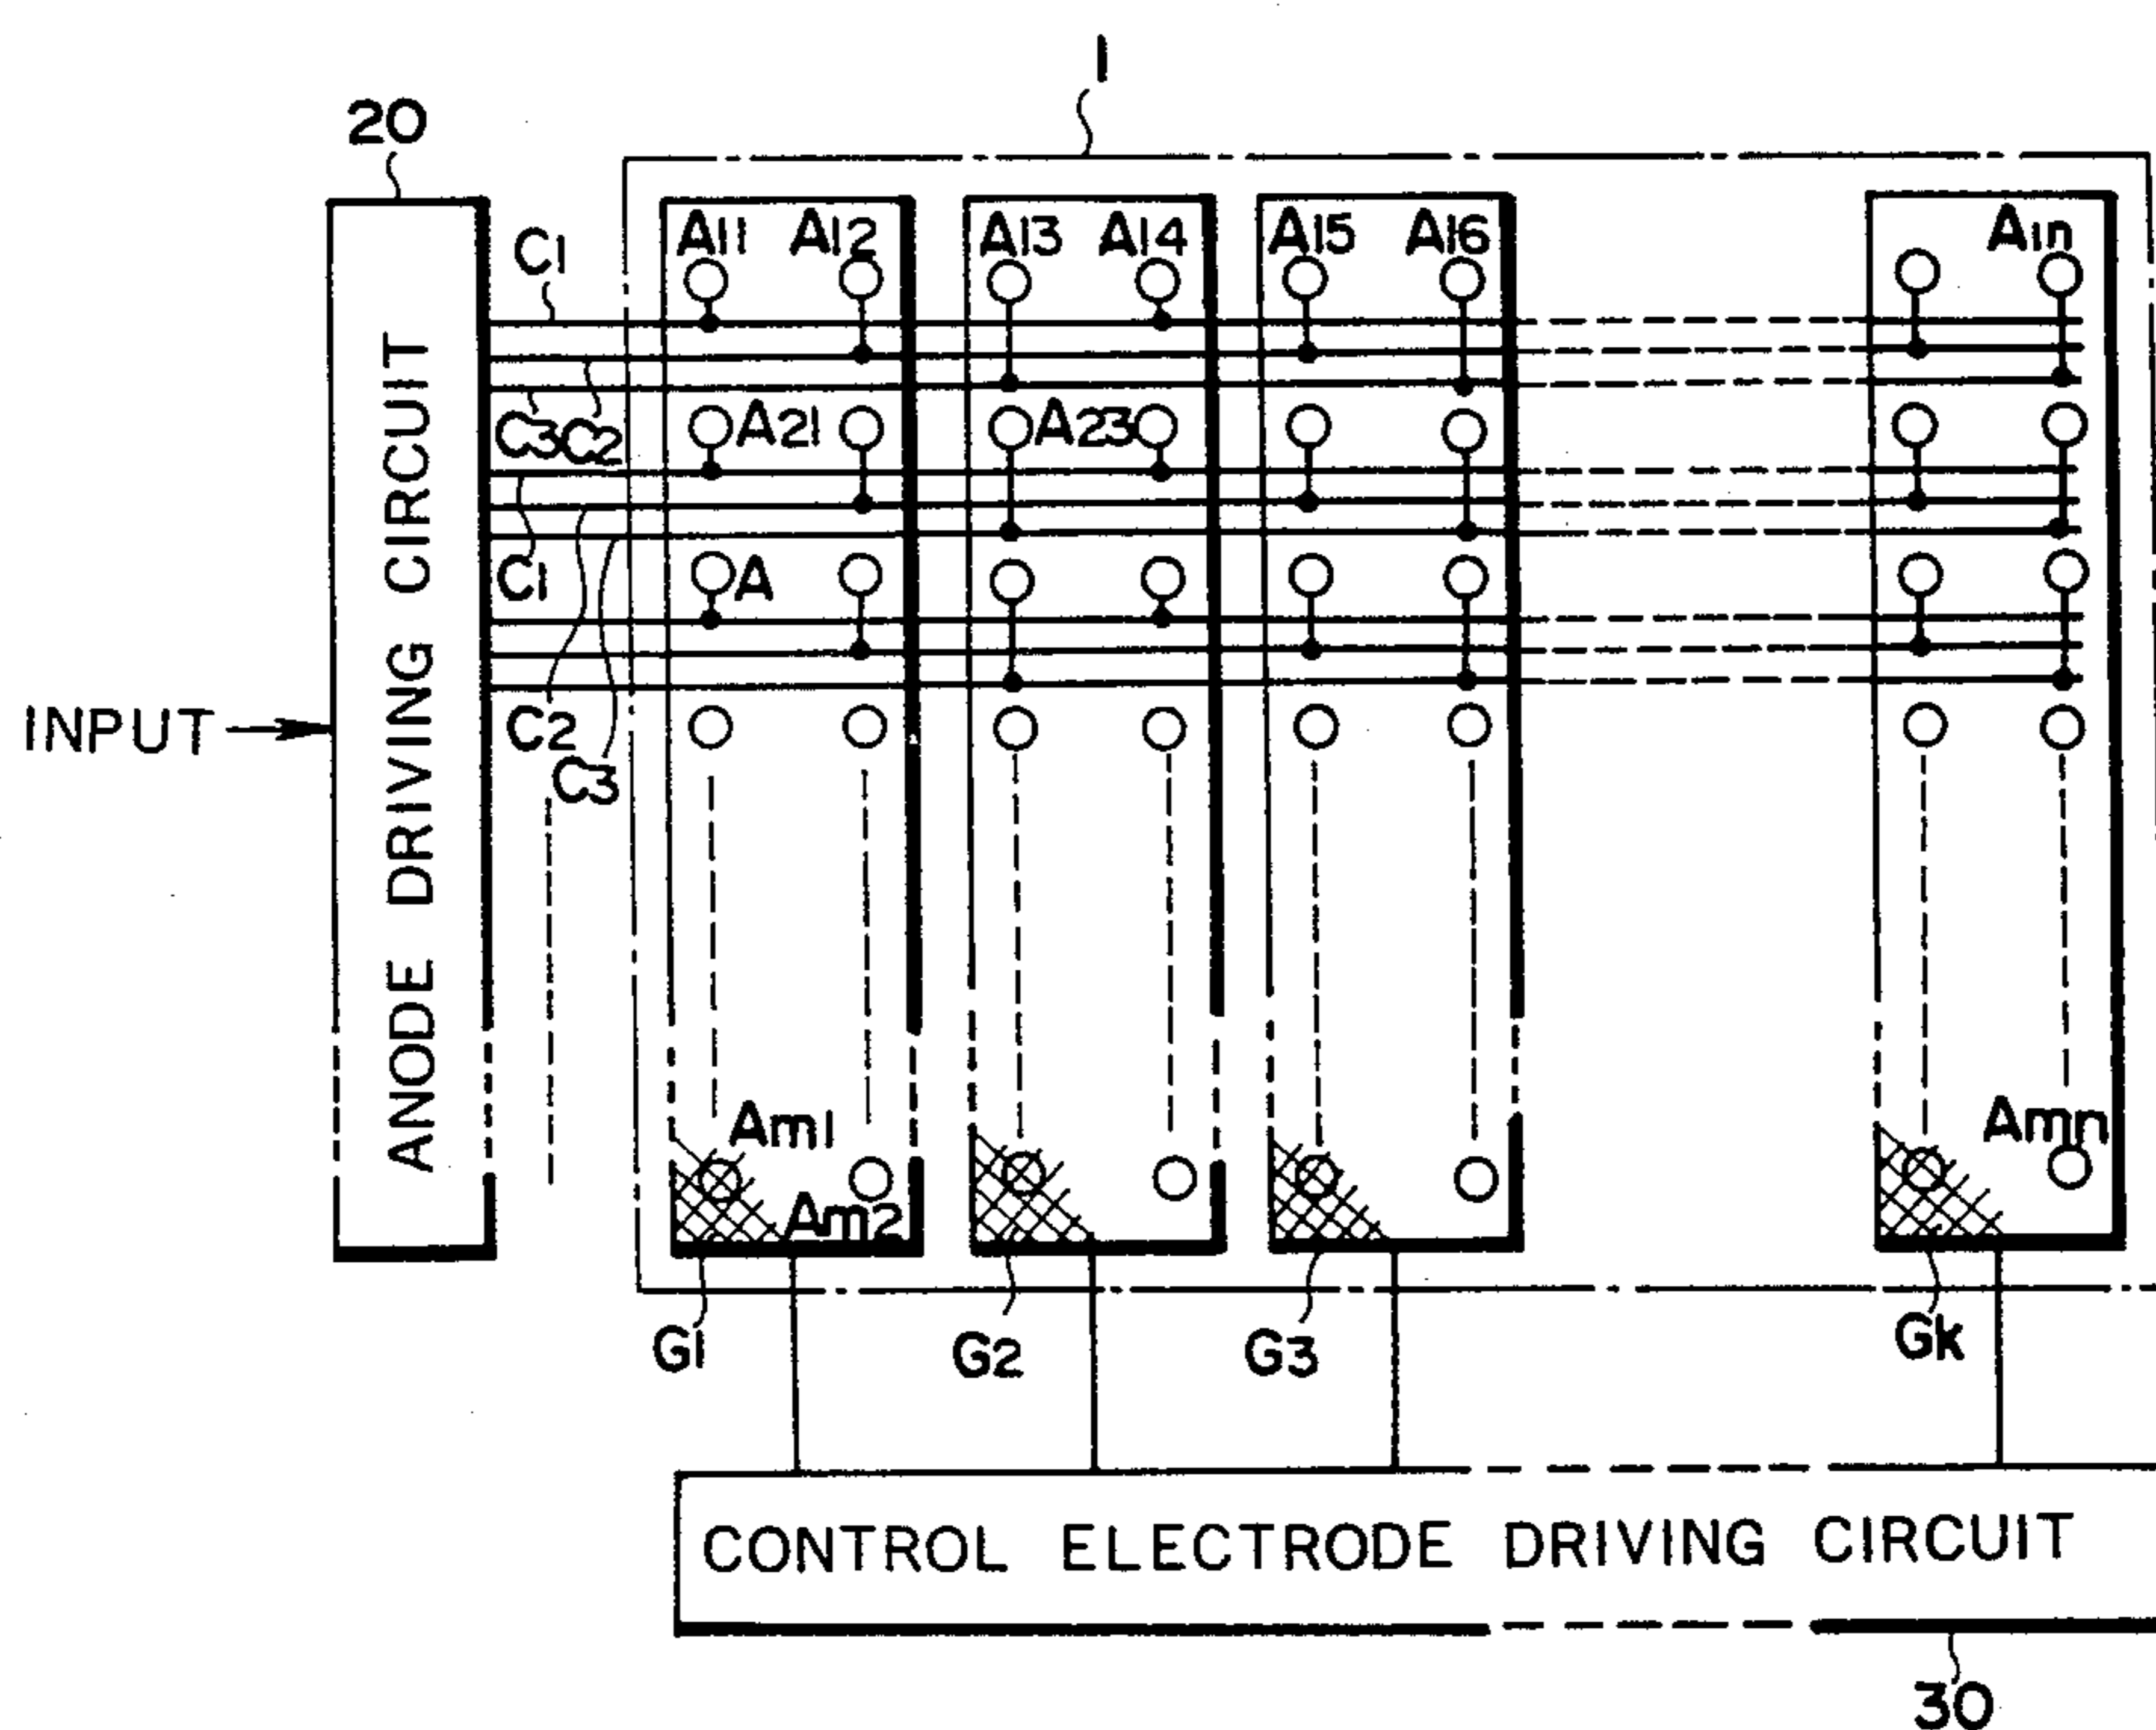 1
20
A11 A12 A13 A14 A15 A16 A1n
C1
C3 C2 A21 A23
C1 A
INPUT
C2
C3
ANODE DRIVING CIRCUIT
Am1 Amn
Am2
G1 G2 G3 Gk
CONTROL ELECTRODE DRIVING CIRCUIT
30